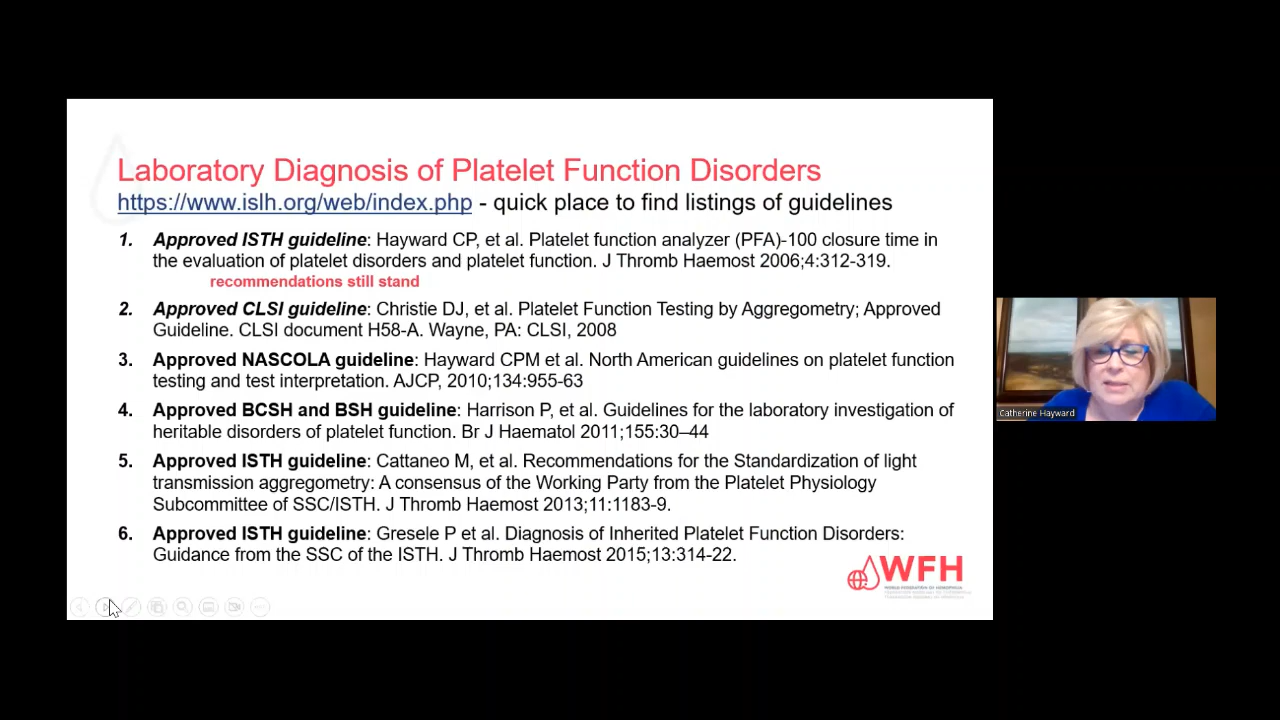 Laboratory Diagnosis of Platelet Function Disorders
https://www.islh.org/web/index.php - quick place to find listings of guidelines
1. Approved ISTH guideline: Hayward CP, et al. Platelet function analyzer (PFA)-100 closure time in
the evaluation of platelet disorders and platelet function. J Thromb Haemost 2006;4:312-319.
recommendations still stand
2. Approved CLSI guideline: Christie DJ, et al. Platelet Function Testing by Aggregometry; Approved
Guideline. CLSI document H58-A. Wayne, PA: CLSI, 2008
3. Approved NASCOLA guideline: Hayward CPM et al. North American guidelines on platelet function
testing and test interpretation. AJCP, 2010;134:955-63
4. Approved BCSH and BSH guideline: Harrison P, et al. Guidelines for the laboratory investigation of
heritable disorders of platelet function. Br J Haematol 2011;155:30–44
5. Approved ISTH guideline: Cattaneo M, et al. Recommendations for the Standardization of light
transmission aggregometry: A consensus of the Working Party from the Platelet Physiology
Subcommittee of SSC/ISTH. J Thromb Haemost 2013;11:1183-9.
6. Approved ISTH guideline: Gresele P et al. Diagnosis of Inherited Platelet Function Disorders:
Guidance from the SSC of the ISTH. J Thromb Haemost 2015;13:314-22.
WFH
WORLD FEDERATION OF HEMOPHILIA
Catherine Hayward